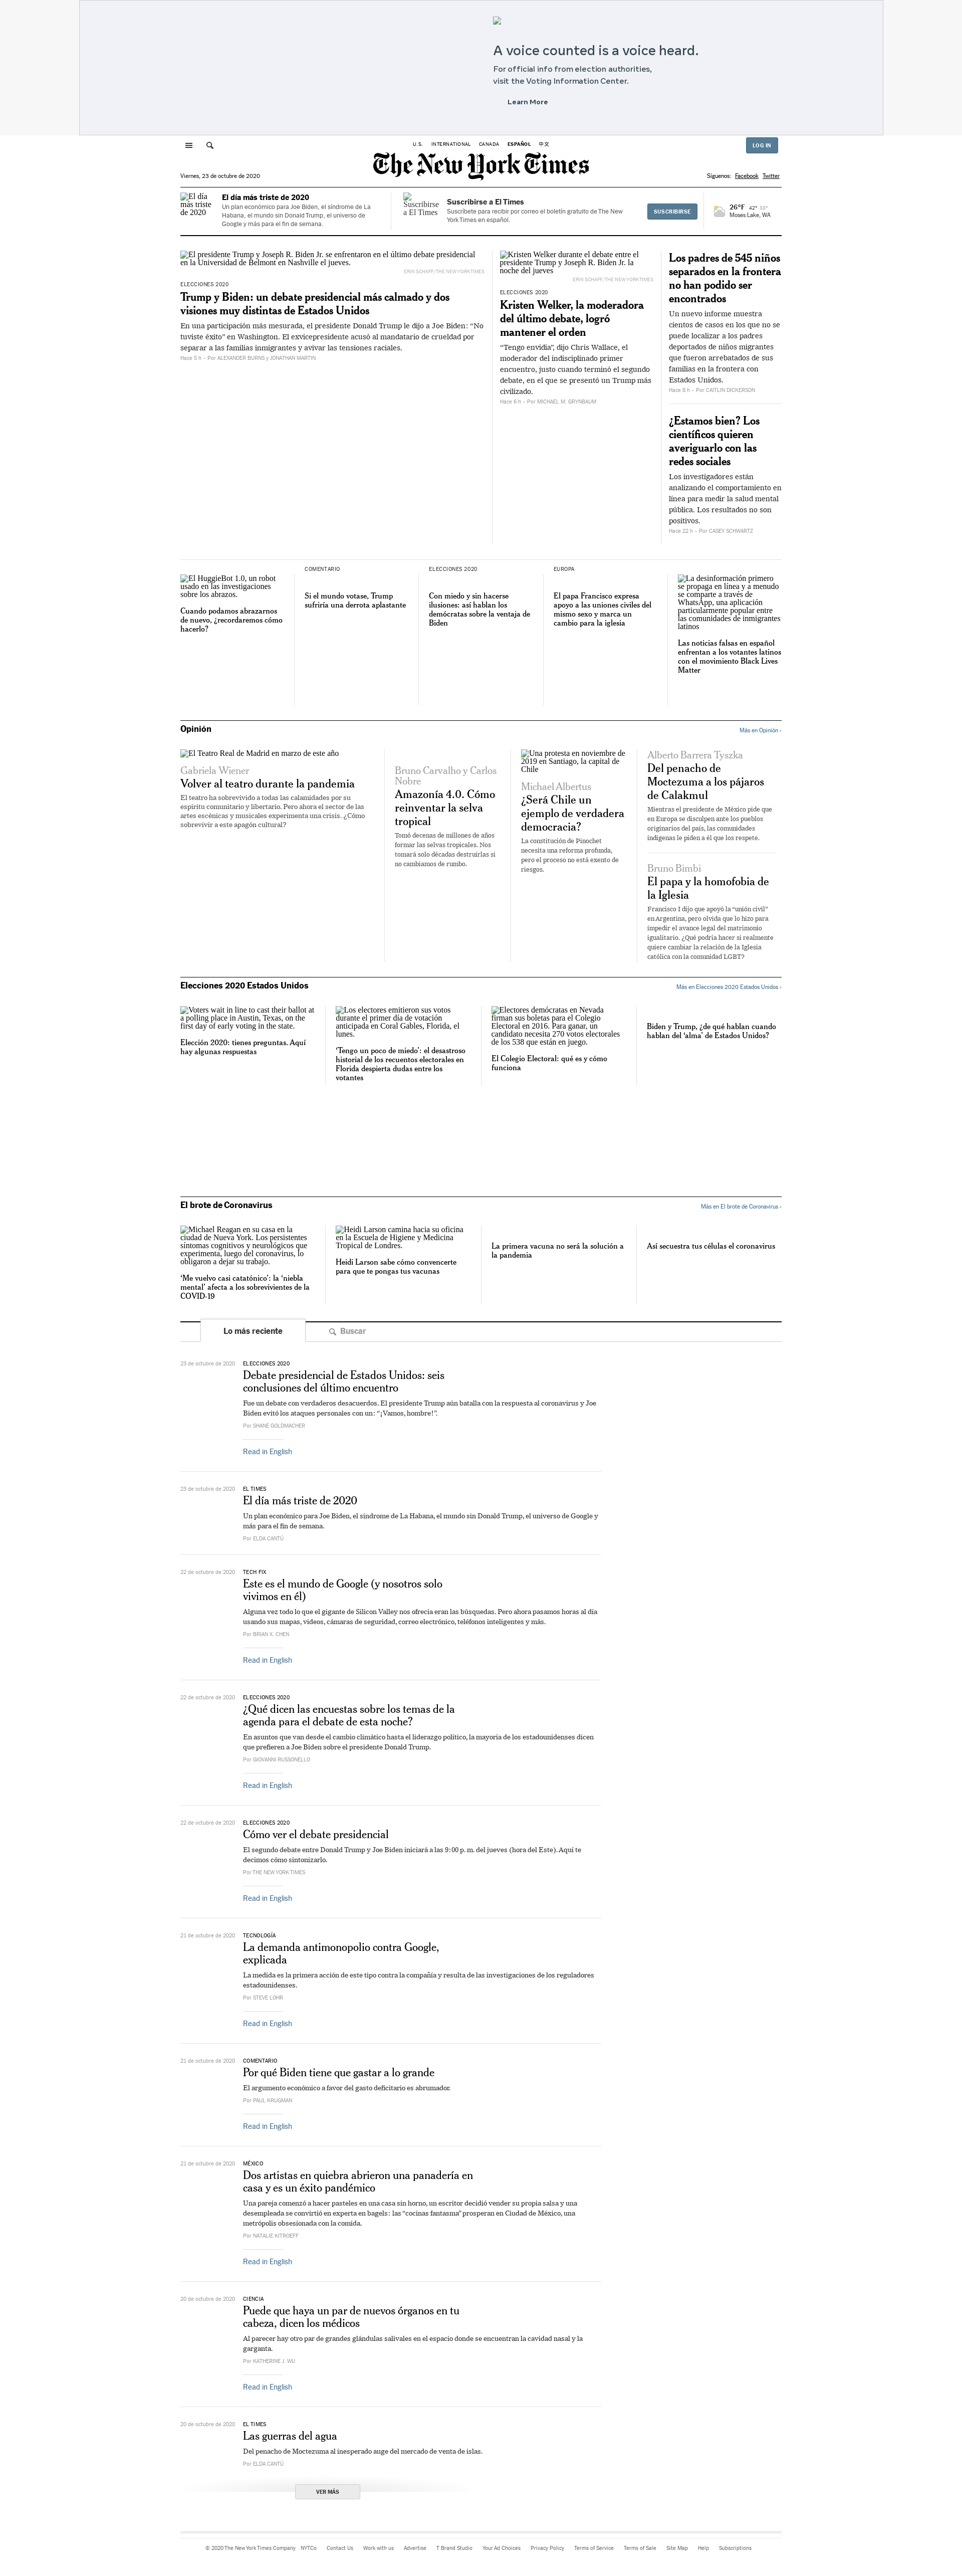 A voice counted is a voice heard.
For official info from election authorities,
visit the Voting Information Center.
Learn More
U.S. INTERNATIONAL CANADA ESPAÑOL 中文
LOG IN
The New York Times
Viernes, 23 de octubre de 2020
Síguenos: Facebook Twitter
El día
más triste
de 2020
El día más triste de 2020
Un plan económico para Joe Biden, el síndrome de La
Habana, el mundo sin Donald Trump, el universo de
Google y más para el fin de semana.
Suscribirse
a El Times
Suscribirse a El Times
Suscríbete para recibir por correo el boletín gratuito de The New
York Times en español.
SUSCRIBIRSE
26°F 42° 33°
Moses Lake, WA
El presidente Trump y Joseph R. Biden Jr. se enfrentaron en el último debate presidencial
en la Universidad de Belmont en Nashville el jueves.
ERIN SCHAFF/THE NEW YORK TIMES
ELECCIONES 2020
Trump y Biden: un debate presidencial más calmado y dos
visiones muy distintas de Estados Unidos
En una participación más mesurada, el presidente Donald Trump le dijo a Joe Biden: “No
tuviste éxito” en Washington. El exvicepresidente acusó al mandatario de crueldad por
separar a las familias inmigrantes y avivar las tensiones raciales.
Hace 5 h – Por ALEXANDER BURNS y JONATHAN MARTIN
Kristen Welker durante el debate entre el
presidente Trump y Joseph R. Biden Jr. la
noche del jueves
ERIN SCHAFF/THE NEW YORK TIMES
ELECCIONES 2020
Kristen Welker, la moderadora
del último debate, logró
mantener el orden
“Tengo envidia”, dijo Chris Wallace, el
moderador del indisciplinado primer
encuentro, justo cuando terminó el segundo
debate, en el que se presentó un Trump más
civilizado.
Hace 6 h – Por MICHAEL M. GRYNBAUM
Los padres de 545 niños
separados en la frontera
no han podido ser
encontrados
Un nuevo informe muestra
cientos de casos en los que no se
puede localizar a los padres
deportados de niños migrantes
que fueron arrebatados de sus
familias en la frontera con
Estados Unidos.
Hace 8 h – Por CAITLIN DICKERSON
¿Estamos bien? Los
científicos quieren
averiguarlo con las
redes sociales
Los investigadores están
analizando el comportamiento en
línea para medir la salud mental
pública. Los resultados no son
positivos.
Hace 22 h – Por CASEY SCHWARTZ
El HuggieBot 1.0, un robot
usado en las investigaciones
sobre los abrazos.
Cuando podamos abrazarnos
de nuevo, ¿recordaremos cómo
hacerlo?
COMENTARIO
Si el mundo votase, Trump
sufriría una derrota aplastante
ELECCIONES 2020
Con miedo y sin hacerse
ilusiones: así hablan los
demócratas sobre la ventaja de
Biden
EUROPA
El papa Francisco expresa
apoyo a las uniones civiles del
mismo sexo y marca un
cambio para la iglesia
La desinformación primero
se propaga en línea y a menudo
se comparte a través de
WhatsApp, una aplicación
particularmente popular entre
las comunidades de inmigrantes
latinos
Las noticias falsas en español
enfrentan a los votantes latinos
con el movimiento Black Lives
Matter
Opinión
Más en Opinión ›
El Teatro Real de Madrid en marzo de este año
Gabriela Wiener
Volver al teatro durante la pandemia
El teatro ha sobrevivido a todas las calamidades por su
espíritu comunitario y libertario. Pero ahora el sector de las
artes escénicas y musicales experimenta una crisis. ¿Cómo
sobrevivir a este apagón cultural?
Bruno Carvalho y Carlos
Nobre
Amazonía 4.0. Cómo
reinventar la selva
tropical
Tomó decenas de millones de años
formar las selvas tropicales. Nos
tomará solo décadas destruirlas si
no cambiamos de rumbo.
Una protesta en noviembre de
2019 en Santiago, la capital de
Chile
Michael Albertus
¿Será Chile un
ejemplo de verdadera
democracia?
La constitución de Pinochet
necesita una reforma profunda,
pero el proceso no está exento de
riesgos.
Alberto Barrera Tyszka
Del penacho de
Moctezuma a los pájaros
de Calakmul
Mientras el presidente de México pide que
en Europa se disculpen ante los pueblos
originarios del país, las comunidades
indígenas le piden a él que los respete.
Bruno Bimbi
El papa y la homofobia de
la Iglesia
Francisco I dijo que apoyó la “unión civil”
en Argentina, pero olvida que lo hizo para
impedir el avance legal del matrimonio
igualitario. ¿Qué podría hacer si realmente
quiere cambiar la relación de la Iglesia
católica con la comunidad LGBT?
Elecciones 2020 Estados Unidos
Más en Elecciones 2020 Estados Unidos ›
Voters wait in line to cast their ballot at
a polling place in Austin, Texas, on the
first day of early voting in the state.
Elección 2020: tienes preguntas. Aquí
hay algunas respuestas
Los electores emitieron sus votos
durante el primer día de votación
anticipada en Coral Gables, Florida, el
lunes.
‘Tengo un poco de miedo’: el desastroso
historial de los recuentos electorales en
Florida despierta dudas entre los
votantes
Electores demócratas en Nevada
firman sus boletas para el Colegio
Electoral en 2016. Para ganar, un
candidato necesita 270 votos electorales
de los 538 que están en juego.
El Colegio Electoral: qué es y cómo
funciona
Biden y Trump, ¿de qué hablan cuando
hablan del ‘alma’ de Estados Unidos?
El brote de Coronavirus
Más en El brote de Coronavirus ›
Michael Reagan en su casa en la
ciudad de Nueva York. Los persistentes
síntomas cognitivos y neurológicos que
experimenta, luego del coronavirus, lo
obligaron a dejar su trabajo.
‘Me vuelvo casi catatónico’: la ‘niebla
mental’ afecta a los sobrevivientes de la
COVID-19
Heidi Larson camina hacia su oficina
en la Escuela de Higiene y Medicina
Tropical de Londres.
Heidi Larson sabe cómo convencerte
para que te pongas tus vacunas
La primera vacuna no será la solución a
la pandemia
Así secuestra tus células el coronavirus
Lo más reciente
Buscar
23 de octubre de 2020
ELECCIONES 2020
Debate presidencial de Estados Unidos: seis
conclusiones del último encuentro
Fue un debate con verdaderos desacuerdos. El presidente Trump aún batalla con la respuesta al coronavirus y Joe
Biden evitó los ataques personales con un: “¡Vamos, hombre!”.
Por SHANE GOLDMACHER
Read in English
23 de octubre de 2020
EL TIMES
El día más triste de 2020
Un plan económico para Joe Biden, el síndrome de La Habana, el mundo sin Donald Trump, el universo de Google y
más para el fin de semana.
Por ELDA CANTÚ
22 de octubre de 2020
TECH FIX
Este es el mundo de Google (y nosotros solo
vivimos en él)
Alguna vez todo lo que el gigante de Silicon Valley nos ofrecía eran las búsquedas. Pero ahora pasamos horas al día
usando sus mapas, videos, cámaras de seguridad, correo electrónico, teléfonos inteligentes y más.
Por BRIAN X. CHEN
Read in English
22 de octubre de 2020
ELECCIONES 2020
¿Qué dicen las encuestas sobre los temas de la
agenda para el debate de esta noche?
En asuntos que van desde el cambio climático hasta el liderazgo político, la mayoría de los estadounidenses dicen
que prefieren a Joe Biden sobre el presidente Donald Trump.
Por GIOVANNI RUSSONELLO
Read in English
22 de octubre de 2020
ELECCIONES 2020
Cómo ver el debate presidencial
El segundo debate entre Donald Trump y Joe Biden iniciará a las 9:00 p. m. del jueves (hora del Este). Aquí te
decimos cómo sintonizarlo.
Por THE NEW YORK TIMES
Read in English
21 de octubre de 2020
TECNOLOGÍA
La demanda antimonopolio contra Google,
explicada
La medida es la primera acción de este tipo contra la compañía y resulta de las investigaciones de los reguladores
estadounidenses.
Por STEVE LOHR
Read in English
21 de octubre de 2020
COMENTARIO
Por qué Biden tiene que gastar a lo grande
El argumento económico a favor del gasto deficitario es abrumador.
Por PAUL KRUGMAN
Read in English
21 de octubre de 2020
MÉXICO
Dos artistas en quiebra abrieron una panadería en
casa y es un éxito pandémico
Una pareja comenzó a hacer pasteles en una casa sin horno, un escritor decidió vender su propia salsa y una
desempleada se convirtió en experta en bagels: las “cocinas fantasma” prosperan en Ciudad de México, una
metrópolis obsesionada con la comida.
Por NATALIE KITROEFF
Read in English
20 de octubre de 2020
CIENCIA
Puede que haya un par de nuevos órganos en tu
cabeza, dicen los médicos
Al parecer hay otro par de grandes glándulas salivales en el espacio donde se encuentran la cavidad nasal y la
garganta.
Por KATHERINE J. WU
Read in English
20 de octubre de 2020
EL TIMES
Las guerras del agua
Del penacho de Moctezuma al inesperado auge del mercado de venta de islas.
Por ELDA CANTÚ
VER MÁS
© 2020 The New York Times Company NYTCo Contact Us Work with us Advertise T Brand Studio Your Ad Choices Privacy Policy Terms of Service Terms of Sale Site Map Help Subscriptions